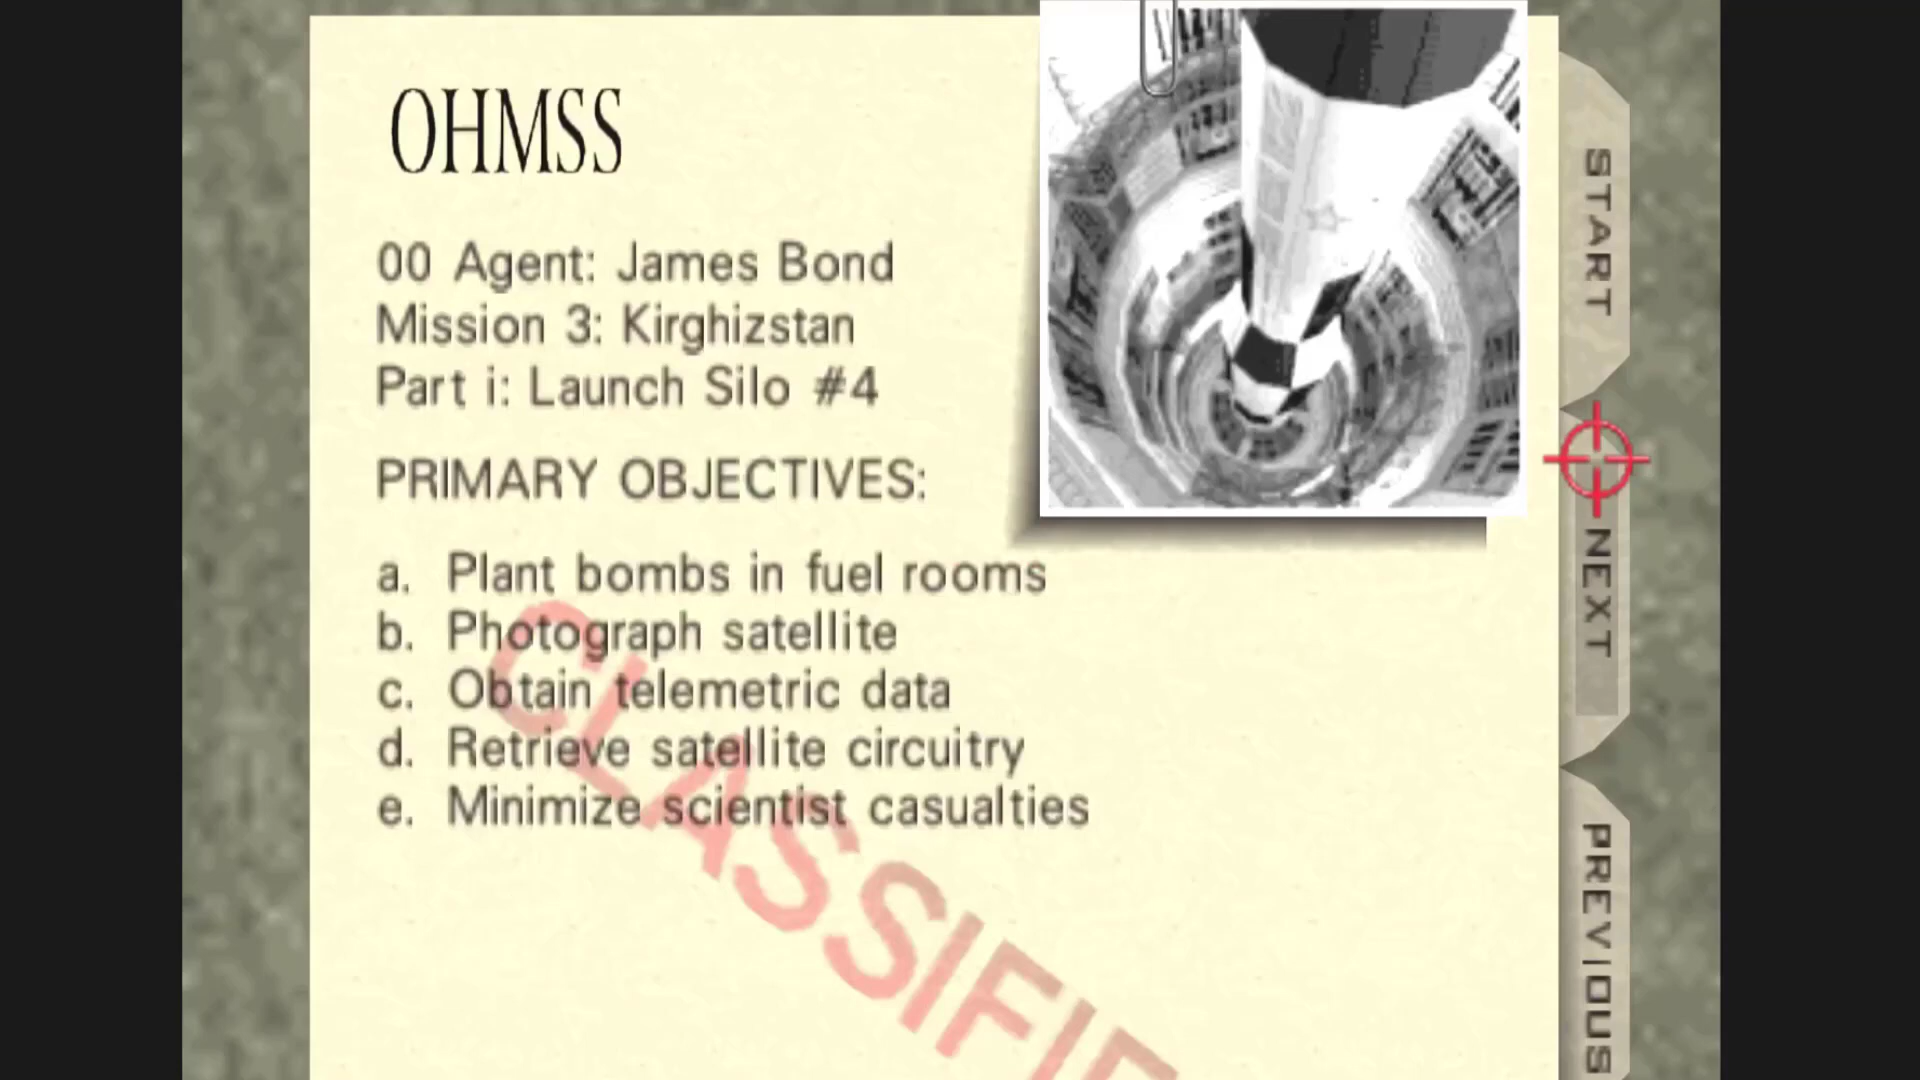 OHMSS
00 Agent: James Bond
Mission 3: Kirghizstan
Part i: Launch Silo #4
PRIMARY OBJECTIVES:
a. Plant bombs in fuel rooms
b. Photograph satellite
c. Obtain telemetric data
d. Retrieve satellite circuitry
e. Minimize scientist casualties
CLASSIFIE
START
NEXT
PREVIOUS